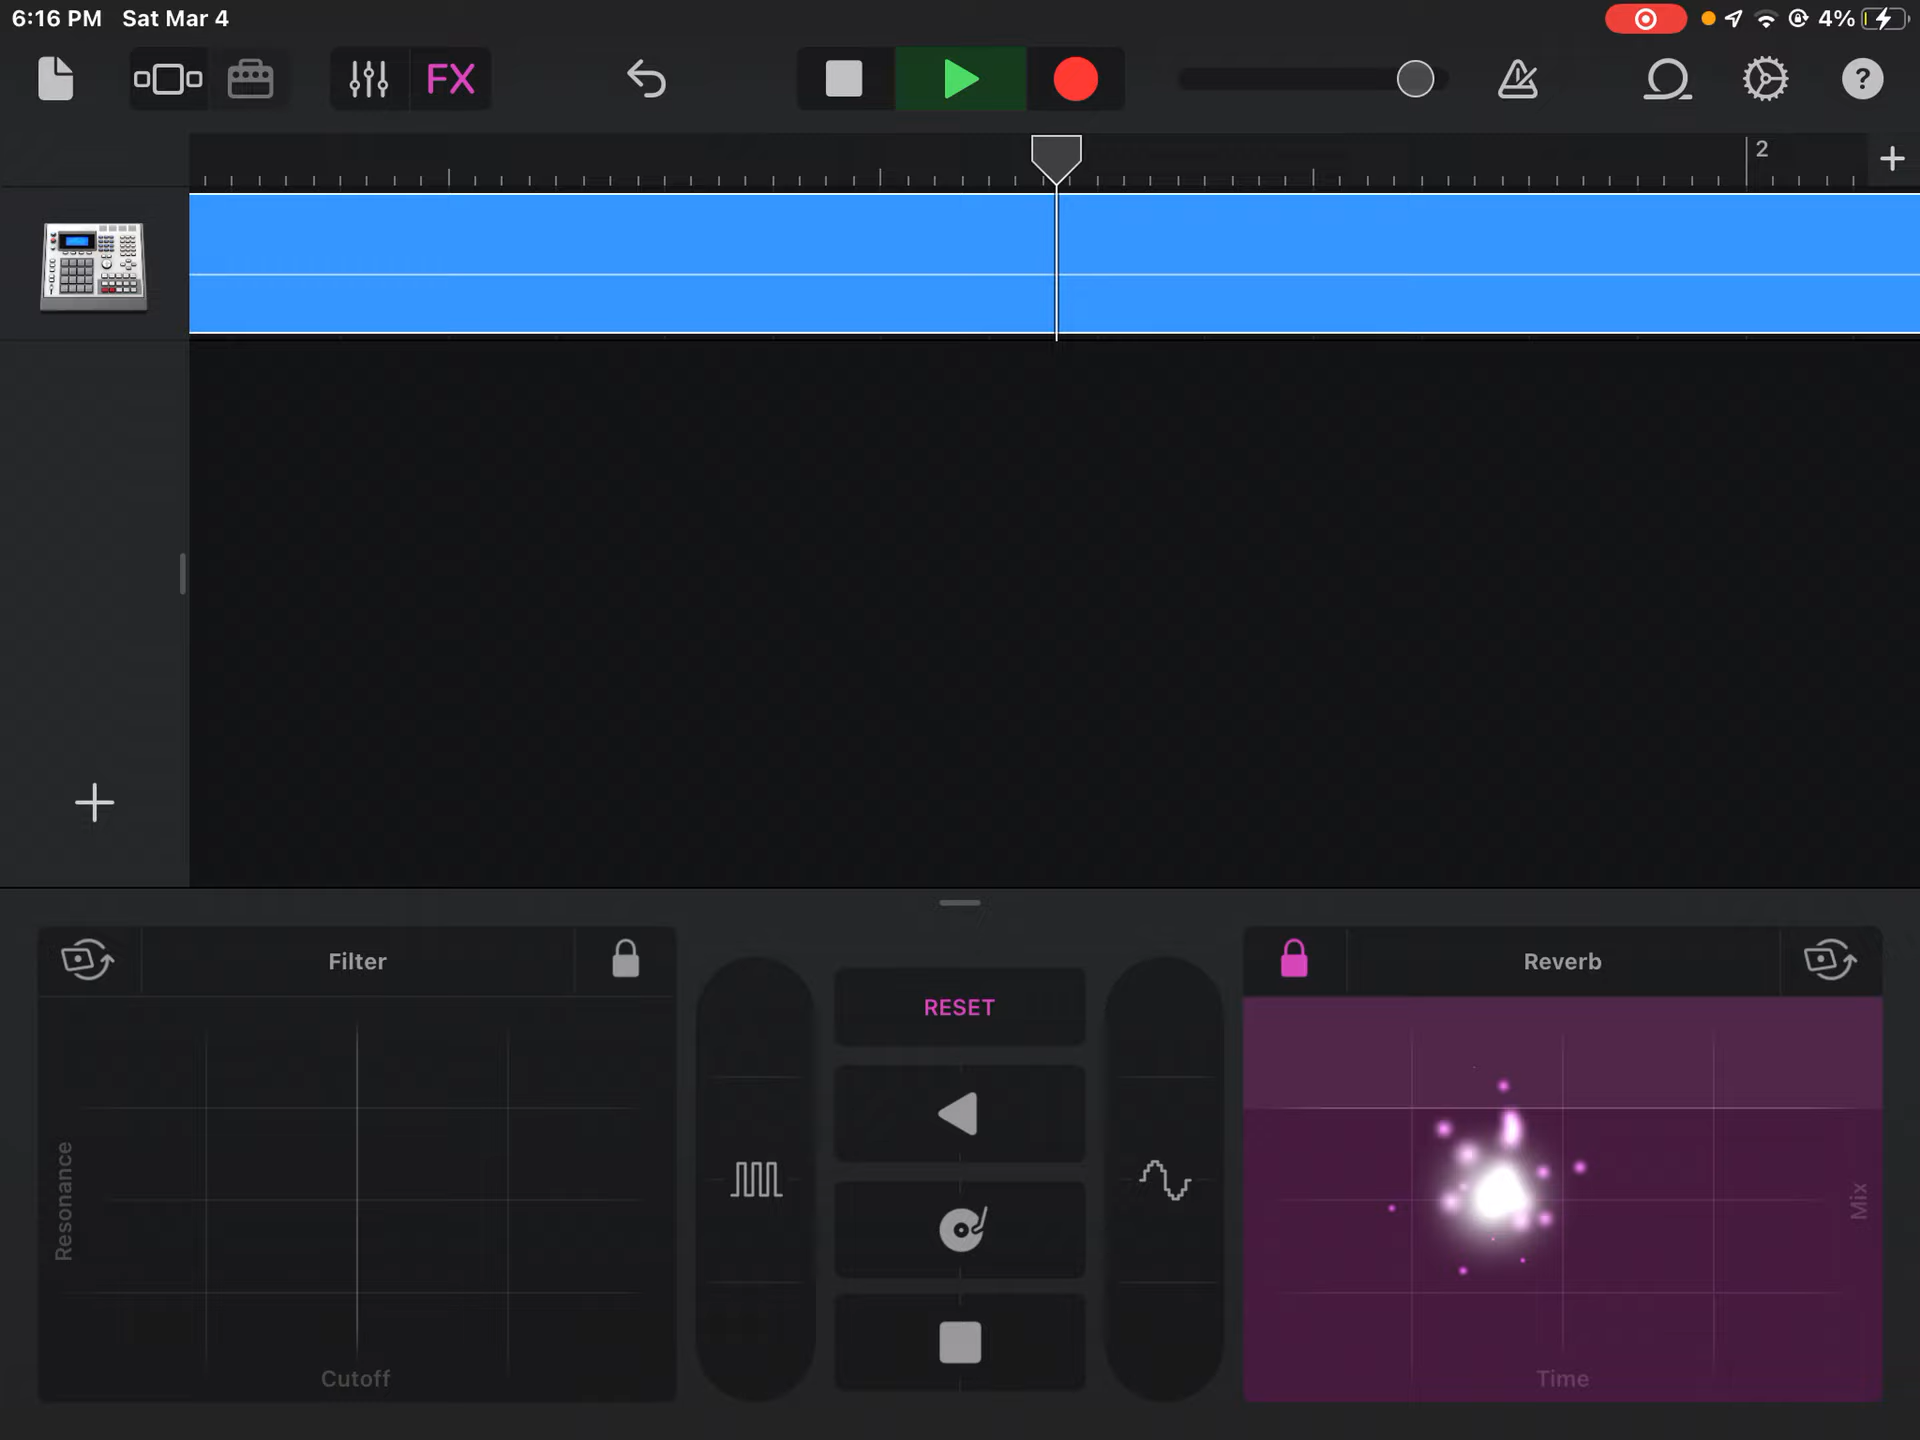 6:16 PM Sat Mar 4
4%
FX
?
2
Filter
RESET
Reverb
Resonance
Mix
Cutoff
Time